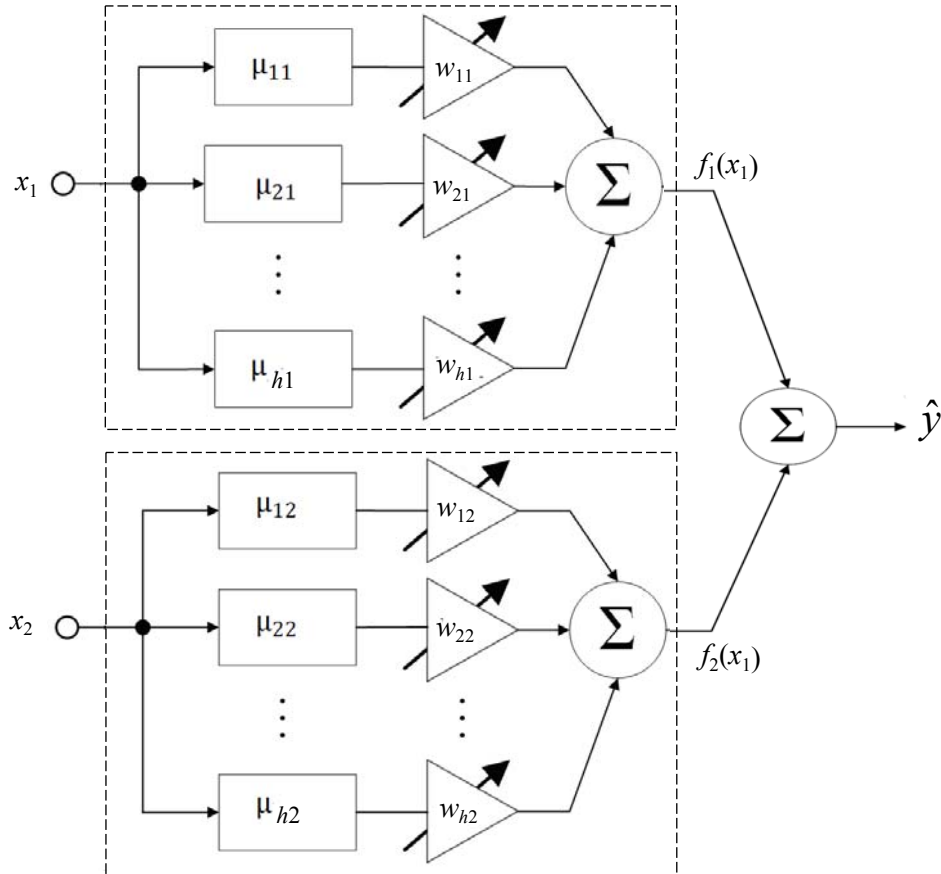 μ11
w11
x1
μ21
w21
Σ
f1(x1)
⋮
⋮
μh1
wh1
Σ
ŷ
μ12
w12
x2
μ22
w22
Σ
f2(x1)
⋮
⋮
μh2
wh2